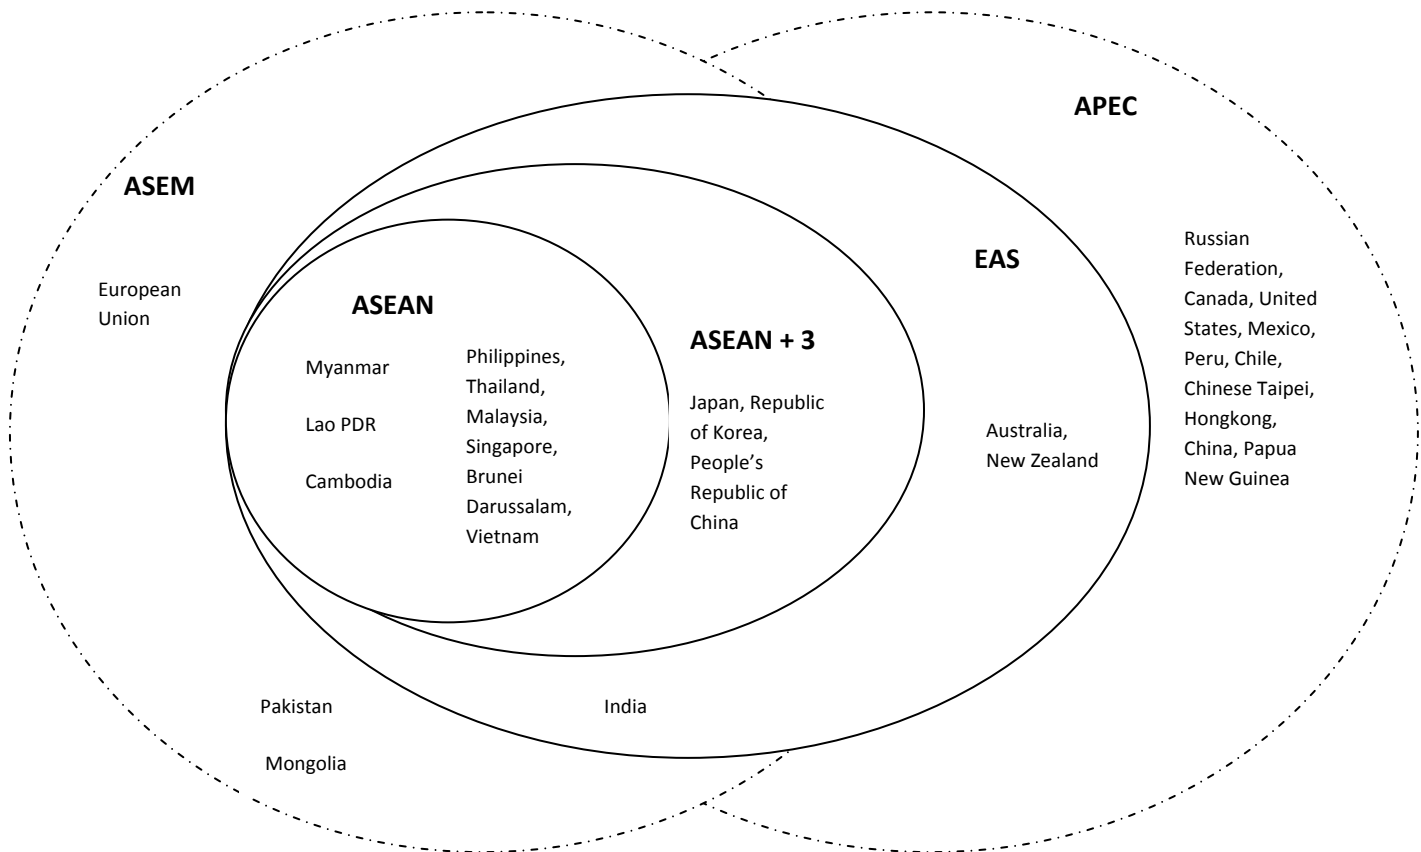 APEC
ASEM
European
Union
ASEAN
Myanmar
Lao PDR
Cambodia
Philippines,
Thailand,
Malaysia,
Singapore,
Brunei
Darussalam,
Vietnam
ASEAN + 3
Japan, Republic
of Korea,
People’s
Republic of
China
EAS
Australia,
New Zealand
Russian
Federation,
Canada, United
States, Mexico,
Peru, Chile,
Chinese Taipei,
Hongkong,
China, Papua
New Guinea
Pakistan
Mongolia
India